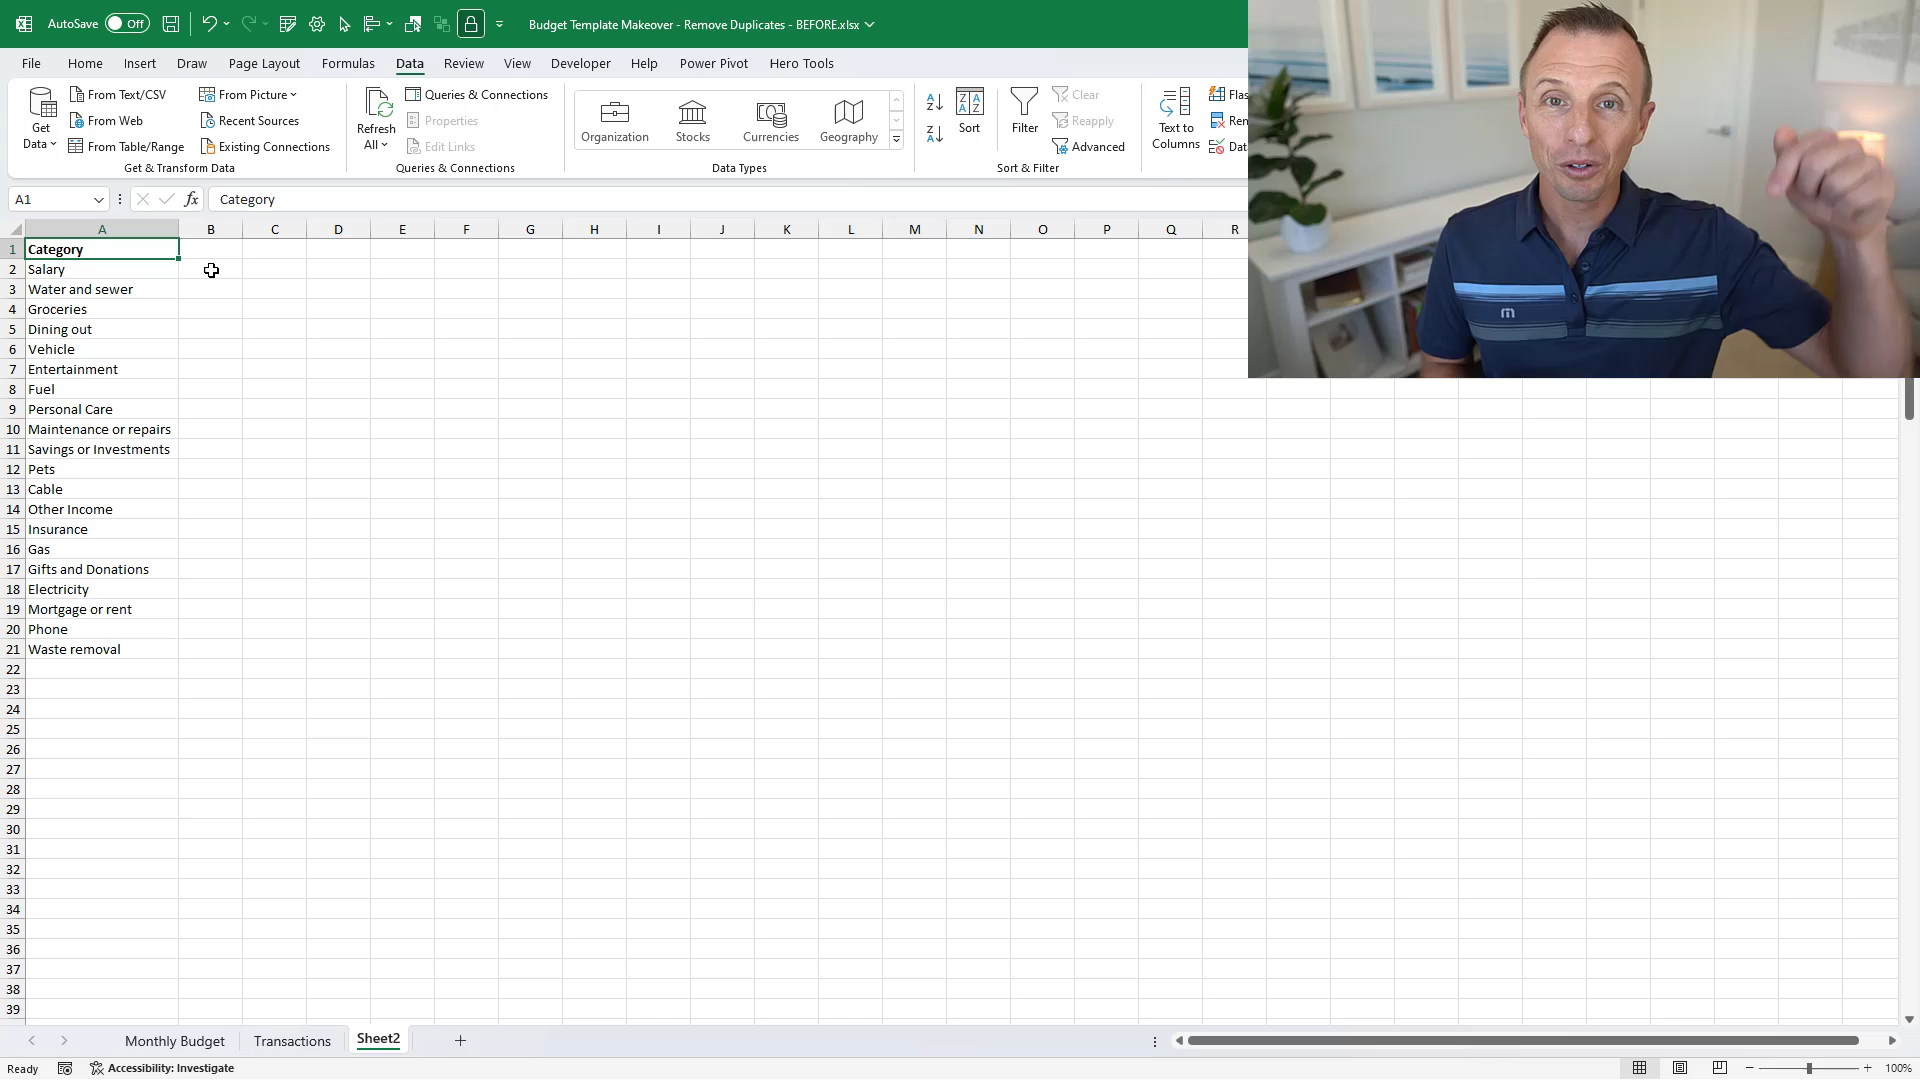 AutoSave Off
Budget Template Makeover - Remove Duplicates - BEFORE.xlsx
File Home Insert Draw Page Layout Formulas Data Review View Developer Help Power Pivot Hero Tools
Get Data
From Text/CSV
From Web
From Table/Range
From Picture
Recent Sources
Existing Connections
Get & Transform Data
Refresh All
Queries & Connections
Properties
Edit Links
Queries & Connections
Organization
Stocks
Currencies
Geography
Data Types
Sort
Filter
Clear
Reapply
Advanced
Sort & Filter
Text to Columns
A1
fx
Category
A B C D E F G H I J K L M N O P Q R
1 Category
2 Salary
3 Water and sewer
4 Groceries
5 Dining out
6 Vehicle
7 Entertainment
8 Fuel
9 Personal Care
10 Maintenance or repairs
11 Savings or Investments
12 Pets
13 Cable
14 Other Income
15 Insurance
16 Gas
17 Gifts and Donations
18 Electricity
19 Mortgage or rent
20 Phone
21 Waste removal
22
23
24
25
26
27
28
29
30
31
32
33
34
35
36
37
38
39
Monthly Budget Transactions Sheet2
Ready
Accessibility: Investigate
100%